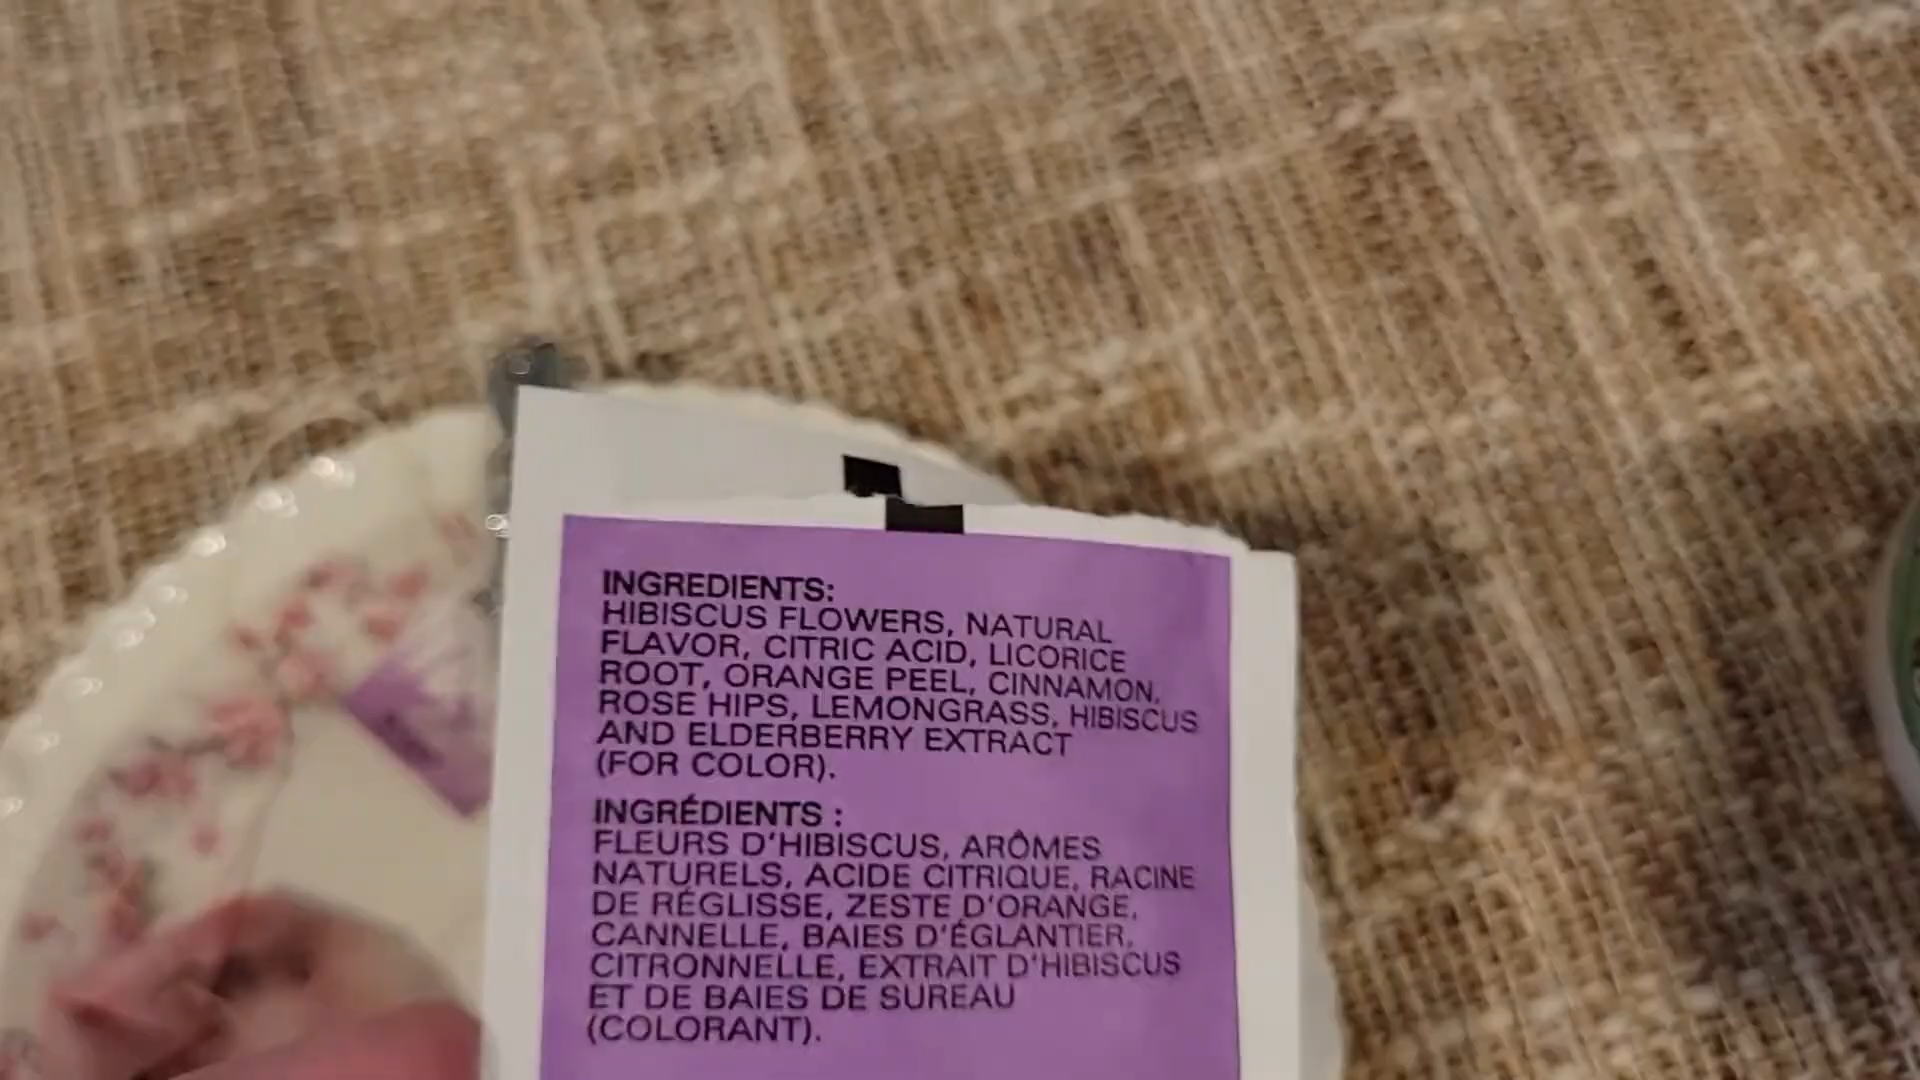 INGREDIENTS:
HIBISCUS FLOWERS, NATURAL
FLAVOR, CITRIC ACID, LICORICE
ROOT, ORANGE PEEL, CINNAMON,
ROSE HIPS, LEMONGRASS, HIBISCUS
AND ELDERBERRY EXTRACT
(FOR COLOR).
INGRÉDIENTS :
FLEURS D'HIBISCUS, ARÔMES
NATURELS, ACIDE CITRIQUE, RACINE
DE RÉGLISSE, ZESTE D'ORANGE,
CANNELLE, BAIES D'ÉGLANTIER,
CITRONNELLE, EXTRAIT D'HIBISCUS
ET DE BAIES DE SUREAU
(COLORANT).